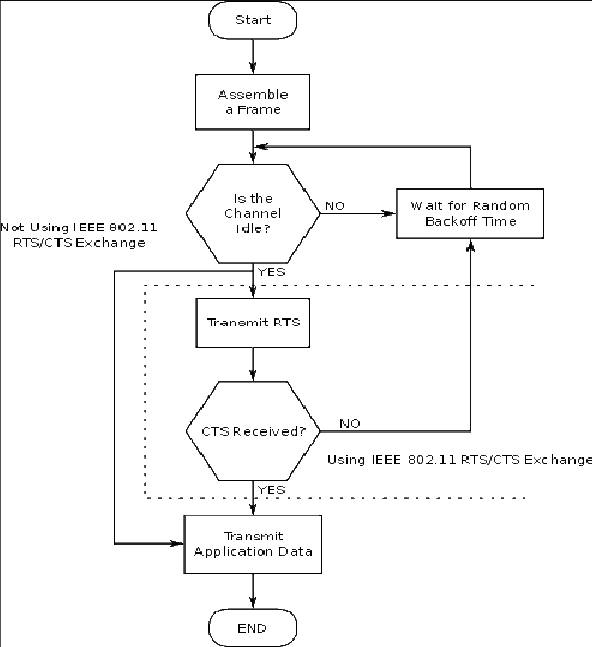 Start
Assemble
a Frame
Is the
Channel
Idle?
NO
Wait for Random
Backoff Time
Not Using IEEE 802.11
RTS/CTS Exchange
YES
Transmit RTS
CTS Received?
NO
Using IEEE 802.11 RTS/CTS Exchange
YES
Transmit
Application Data
END